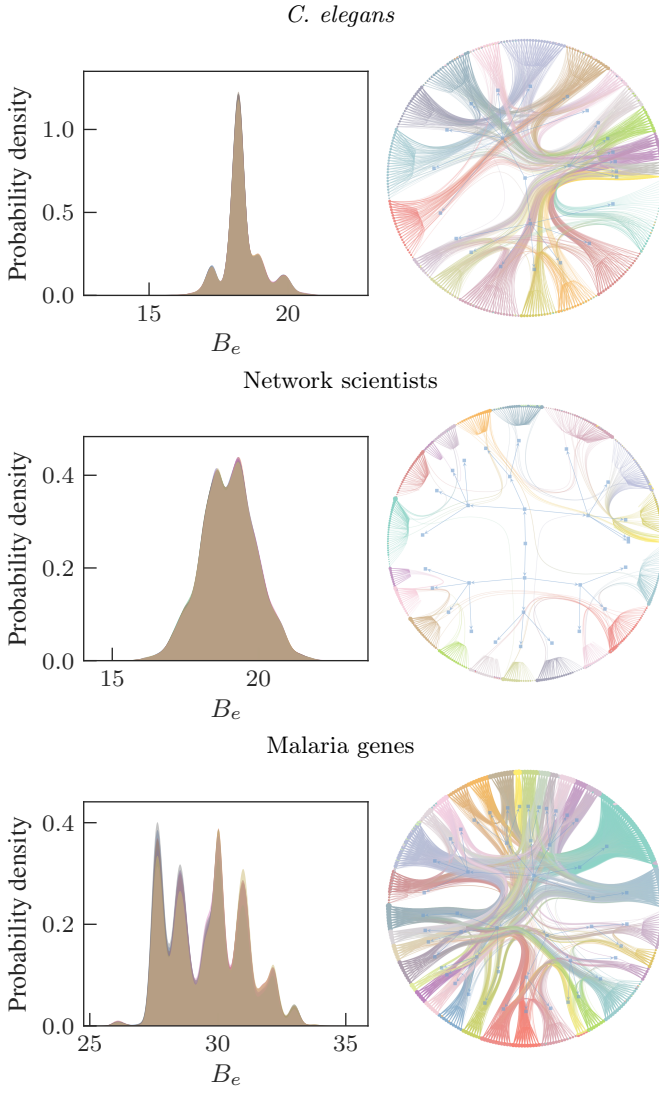 C. elegans
Probability density
1.0
0.5
0.0
15
20
B_e
Network scientists
Probability density
0.4
0.2
0.0
15
20
B_e
Malaria genes
Probability density
0.4
0.2
0.0
25
30
35
B_e